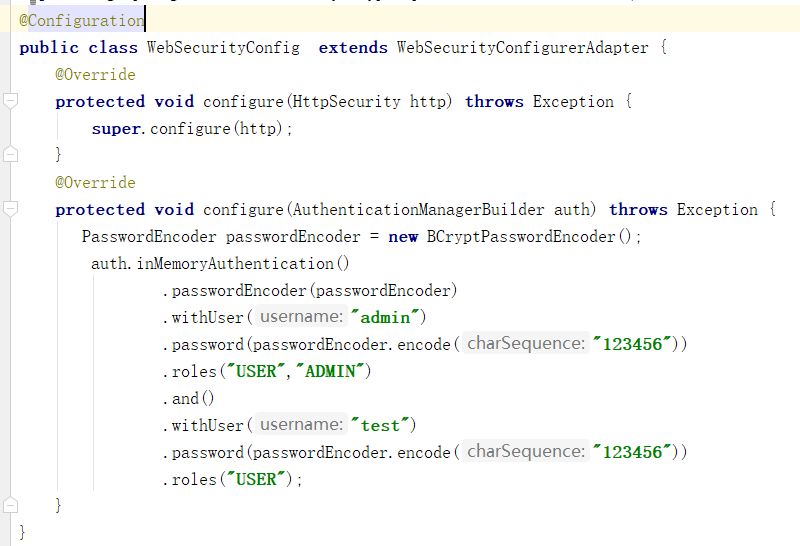 @Configuration
public class WebSecurityConfig  extends WebSecurityConfigurerAdapter {
    @Override
    protected void configure(HttpSecurity http) throws Exception {
        super.configure(http);
    }
    @Override
    protected void configure(AuthenticationManagerBuilder auth) throws Exception {
       PasswordEncoder passwordEncoder = new BCryptPasswordEncoder();
        auth.inMemoryAuthentication()
                .passwordEncoder(passwordEncoder)
                .withUser( username: "admin")
                .password(passwordEncoder.encode( charSequence: "123456"))
                .roles("USER","ADMIN")
                .and()
                .withUser( username: "test")
                .password(passwordEncoder.encode( charSequence: "123456"))
                .roles("USER");
    }
}